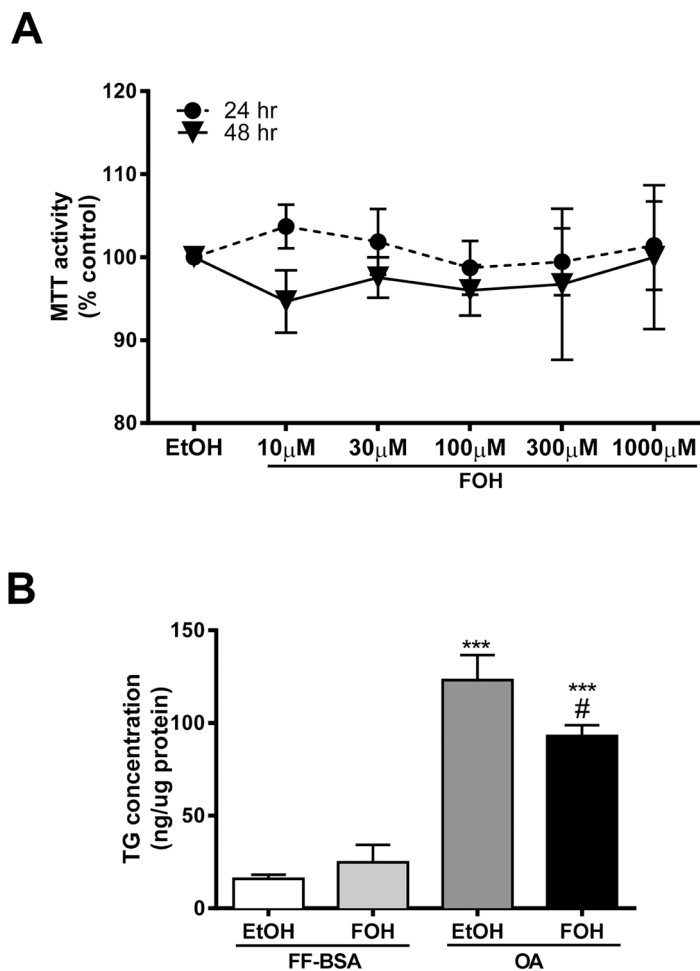 A
120
110
100
90
80
MTT activity
(% control)
24 hr
48 hr
EtOH 10μM 30μM 100μM 300μM 1000μM
FOH
B
150
100
50
0
TG concentration
(ng/ug protein)
***
***
#
EtOH FOH EtOH FOH
FF-BSA OA